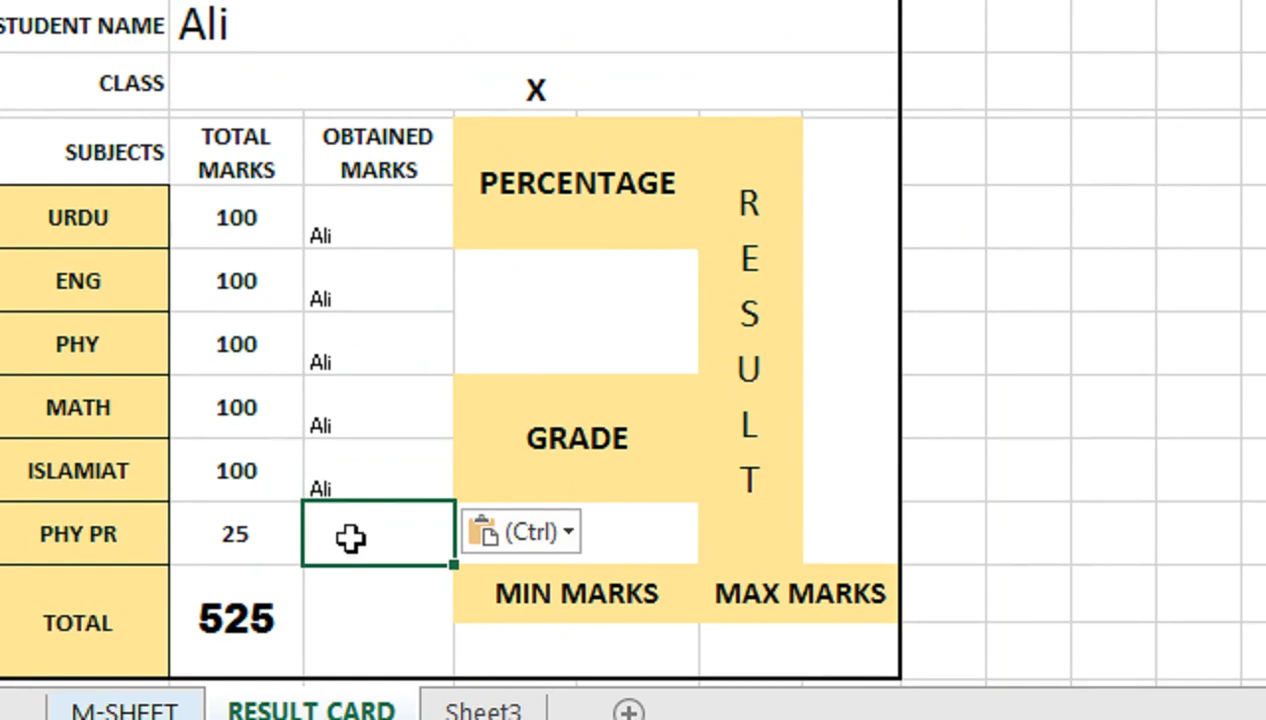 STUDENT NAME Ali
CLASS X
SUBJECTS TOTAL MARKS OBTAINED MARKS PERCENTAGE RESULT
URDU 100 Ali
ENG 100 Ali
PHY 100 Ali
MATH 100 Ali GRADE
ISLAMIAT 100 Ali
PHY PR 25 (Ctrl)
MIN MARKS MAX MARKS
TOTAL 525
M-SHEET RESULT CARD Sheet3